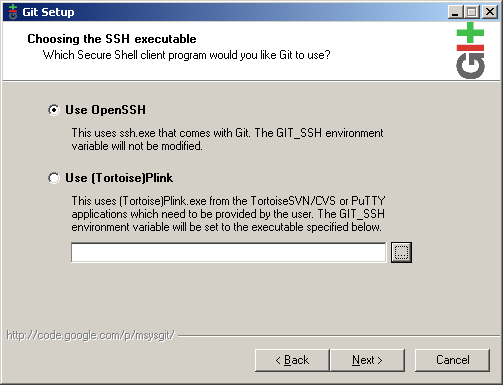 Git Setup
Choosing the SSH executable
Which Secure Shell client program would you like Git to use?
GIT
Use OpenSSH
This uses ssh.exe that comes with Git. The GIT_SSH environment
variable will not be modified.
Use (Tortoise)Plink
This uses (Tortoise)Plink.exe from the TortoiseSVN/CVS or PuTTY
applications which need to be provided by the user. The GIT_SSH
environment variable will be set to the executable specified below.
...
http://code.google.com/p/msysgit/
< Back
Next >
Cancel